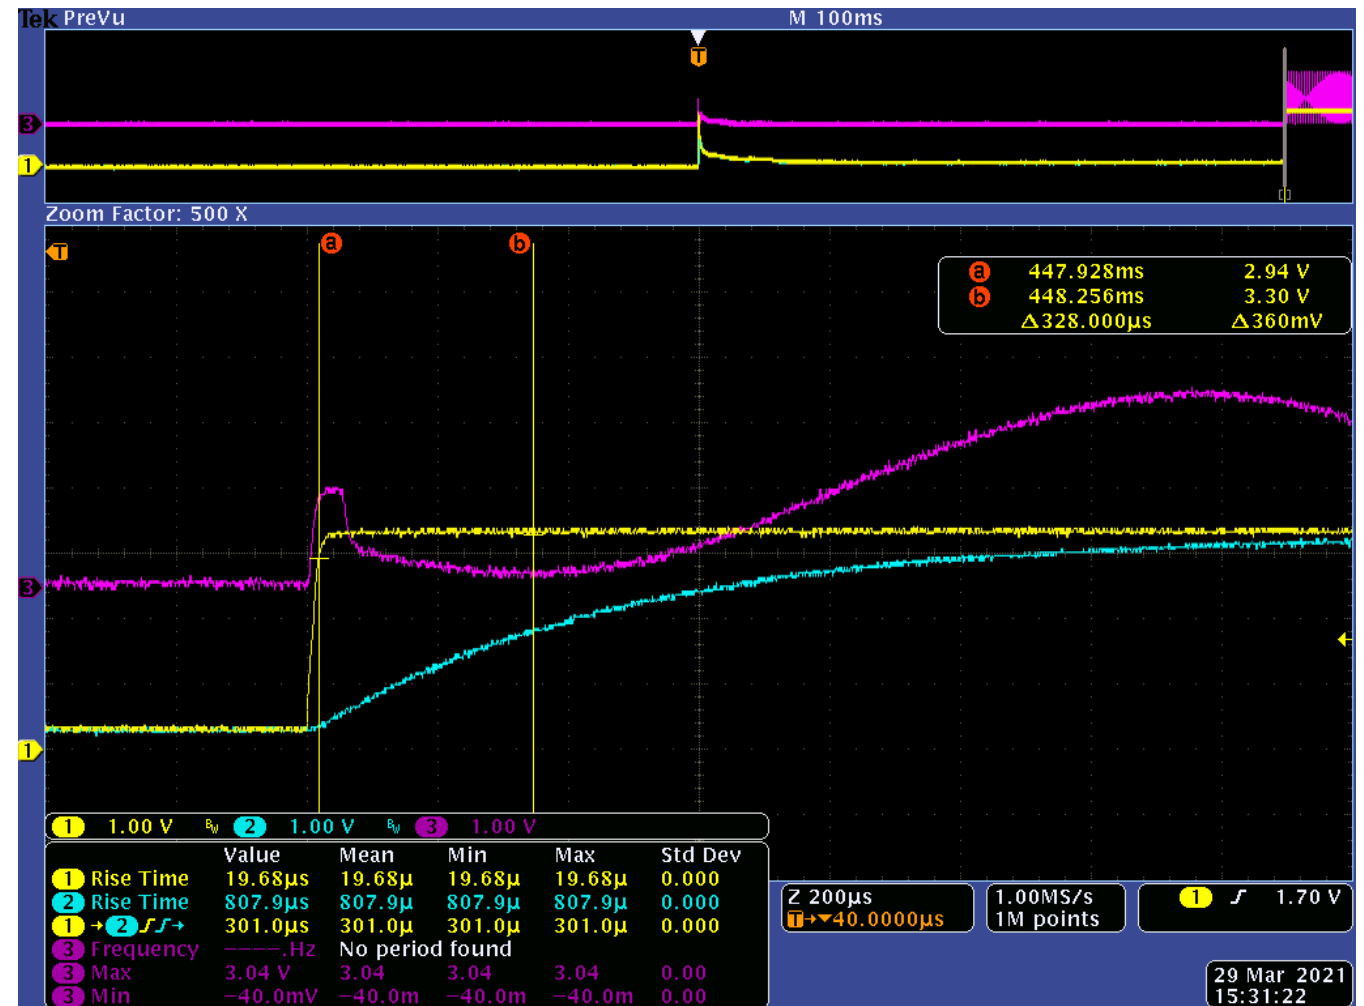 Tek PreVu M 100ms
T
3
1
Zoom Factor: 500 X
T
a b
a 447.928ms 2.94 V
b 448.256ms 3.30 V
Δ328.000µs Δ360mV
3
1
1 1.00 V BW 2 1.00 V BW 3 1.00 V
Value Mean Min Max Std Dev
1 Rise Time 19.68µs 19.68µ 19.68µ 19.68µ 0.000
2 Rise Time 807.9µs 807.9µ 807.9µ 807.9µ 0.000
1 → 2 ∫∫→ 301.0µs 301.0µ 301.0µ 301.0µ 0.000
3 Frequency ----.Hz No period found
3 Max 3.04 V 3.04 3.04 3.04 0.00
3 Min −40.0mV −40.0m −40.0m −40.0m 0.00
Z 200µs
T→▼40.0000µs
1.00MS/s
1M points
1 ∫ 1.70 V
29 Mar 2021
15:31:22